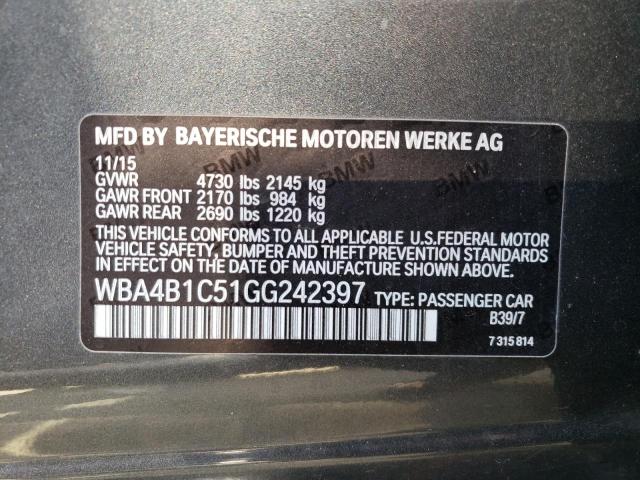 MFD BY BAYERISCHE MOTOREN WERKE AG
11/15
GVWR 4730 lbs 2145 kg
GAWR FRONT 2170 lbs 984 kg
GAWR REAR 2690 lbs 1220 kg
THIS VEHICLE CONFORMS TO ALL APPLICABLE U.S.FEDERAL MOTOR
VEHICLE SAFETY, BUMPER AND THEFT PREVENTION STANDARDS
IN EFFECT ON THE DATE OF MANUFACTURE SHOWN ABOVE.
WBA4B1C51GG242397 TYPE: PASSENGER CAR
B39/7
7 315 814